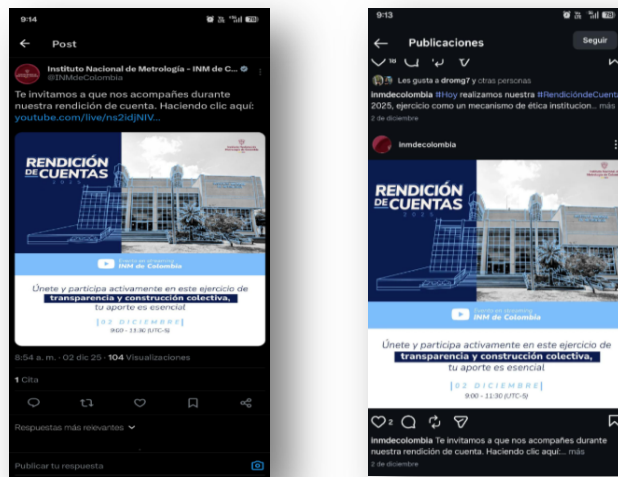 9:14
Post
Instituto Nacional de Metrología - INM de C...
@INMdeColombia
Te invitamos a que nos acompañes durante
nuestra rendición de cuenta. Haciendo clic aquí:
youtube.com/live/ns2idjNIV...
RENDICIÓN
DE CUENTAS
2025
INM de Colombia
Únete y participa activamente en este ejercicio de
transparencia y construcción colectiva,
tu aporte es esencial
|02 DICIEMBRE|
9:00 - 11:30 (UTC-5)
8:54 a. m. · 02 dic 25 · 104 Visualizaciones
1 Cita
Respuestas más relevantes
Publicar tu respuesta
9:13
Publicaciones
Seguir
Les gusta a dromg7 y otras personas
inmdecolombia #Hoy realizamos nuestra #RendicióndeCuenta
2025, ejercicio como un mecanismo de ética institucion... más
2 de diciembre
inmdecolombia
RENDICIÓN
DE CUENTAS
2025
INM de Colombia
Únete y participa activamente en este ejercicio de
transparencia y construcción colectiva,
tu aporte es esencial
|02 DICIEMBRE|
9:00 - 11:30 (UTC-5)
2
inmdecolombia Te invitamos a que nos acompañes durante
nuestra rendición de cuenta. Haciendo clic aquí:... más
2 de diciembre